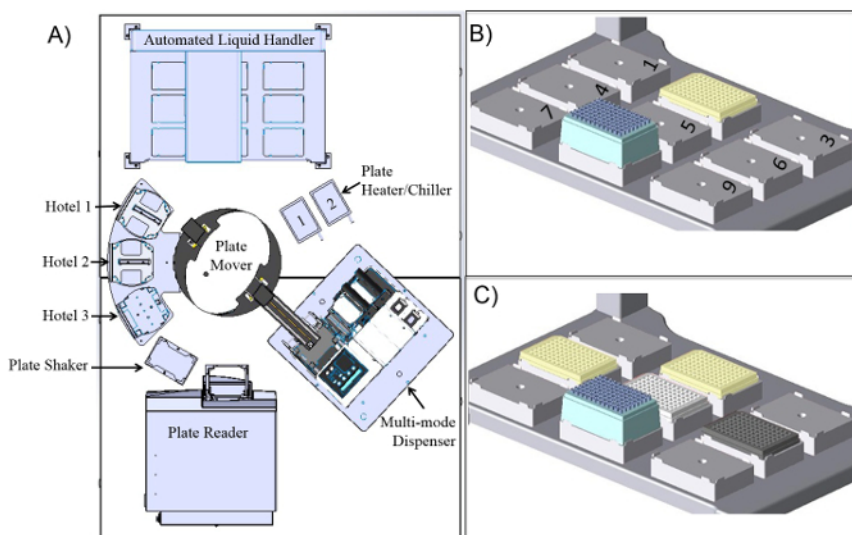 A)
Automated Liquid Handler
Plate
Heater/Chiller
Hotel 1
1
2
Plate
Mover
Hotel 2
Hotel 3
Plate Shaker
Plate Reader
Multi-mode
Dispenser
B)
1
4
7
5
3
6
9
C)